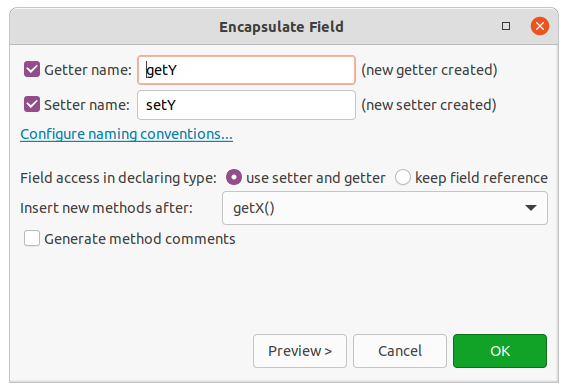 Encapsulate Field
Getter name: getY (new getter created)
Setter name: setY (new setter created)
Configure naming conventions...
Field access in declaring type: use setter and getter keep field reference
Insert new methods after: getX()
Generate method comments
Preview > Cancel OK